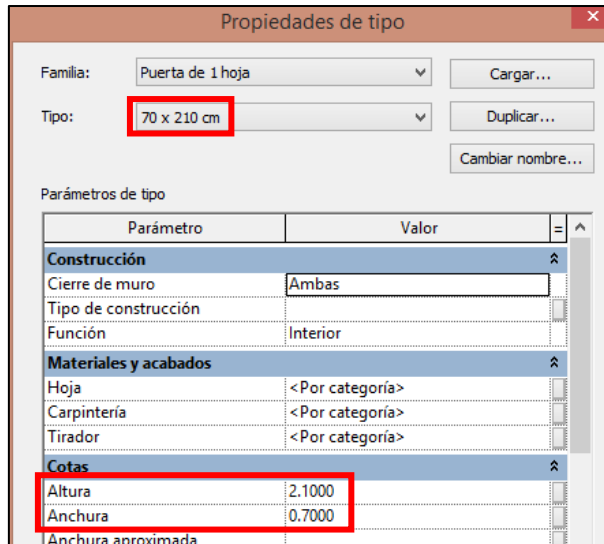 Propiedades de tipo ×
Familia: Puerta de 1 hoja Cargar...
Tipo: 70 x 210 cm Duplicar...
Cambiar nombre...
Parámetros de tipo
Parámetro Valor =
Construcción
Cierre de muro Ambas
Tipo de construcción
Función Interior
Materiales y acabados
Hoja <Por categoría>
Carpintería <Por categoría>
Tirador <Por categoría>
Cotas
Altura 2.1000
Anchura 0.7000
Anchura aproximada